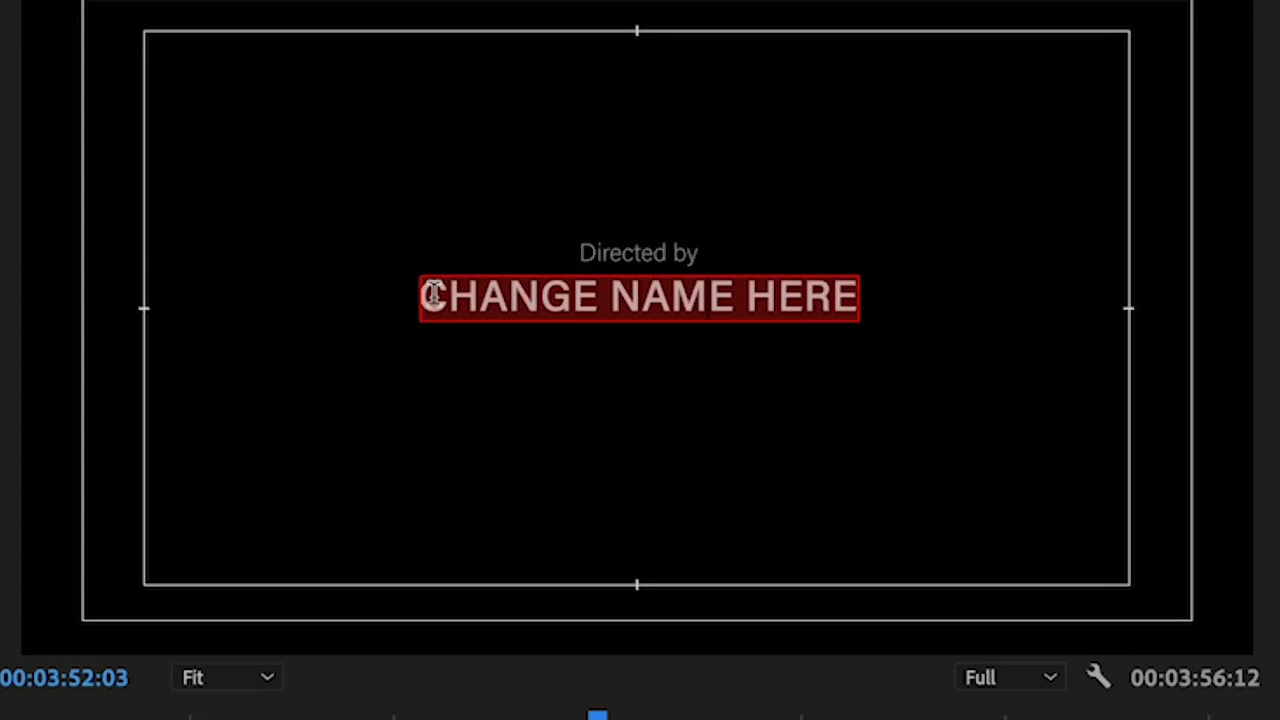 Directed by
CHANGE NAME HERE
00:03:52:03
Fit
Full
00:03:56:12